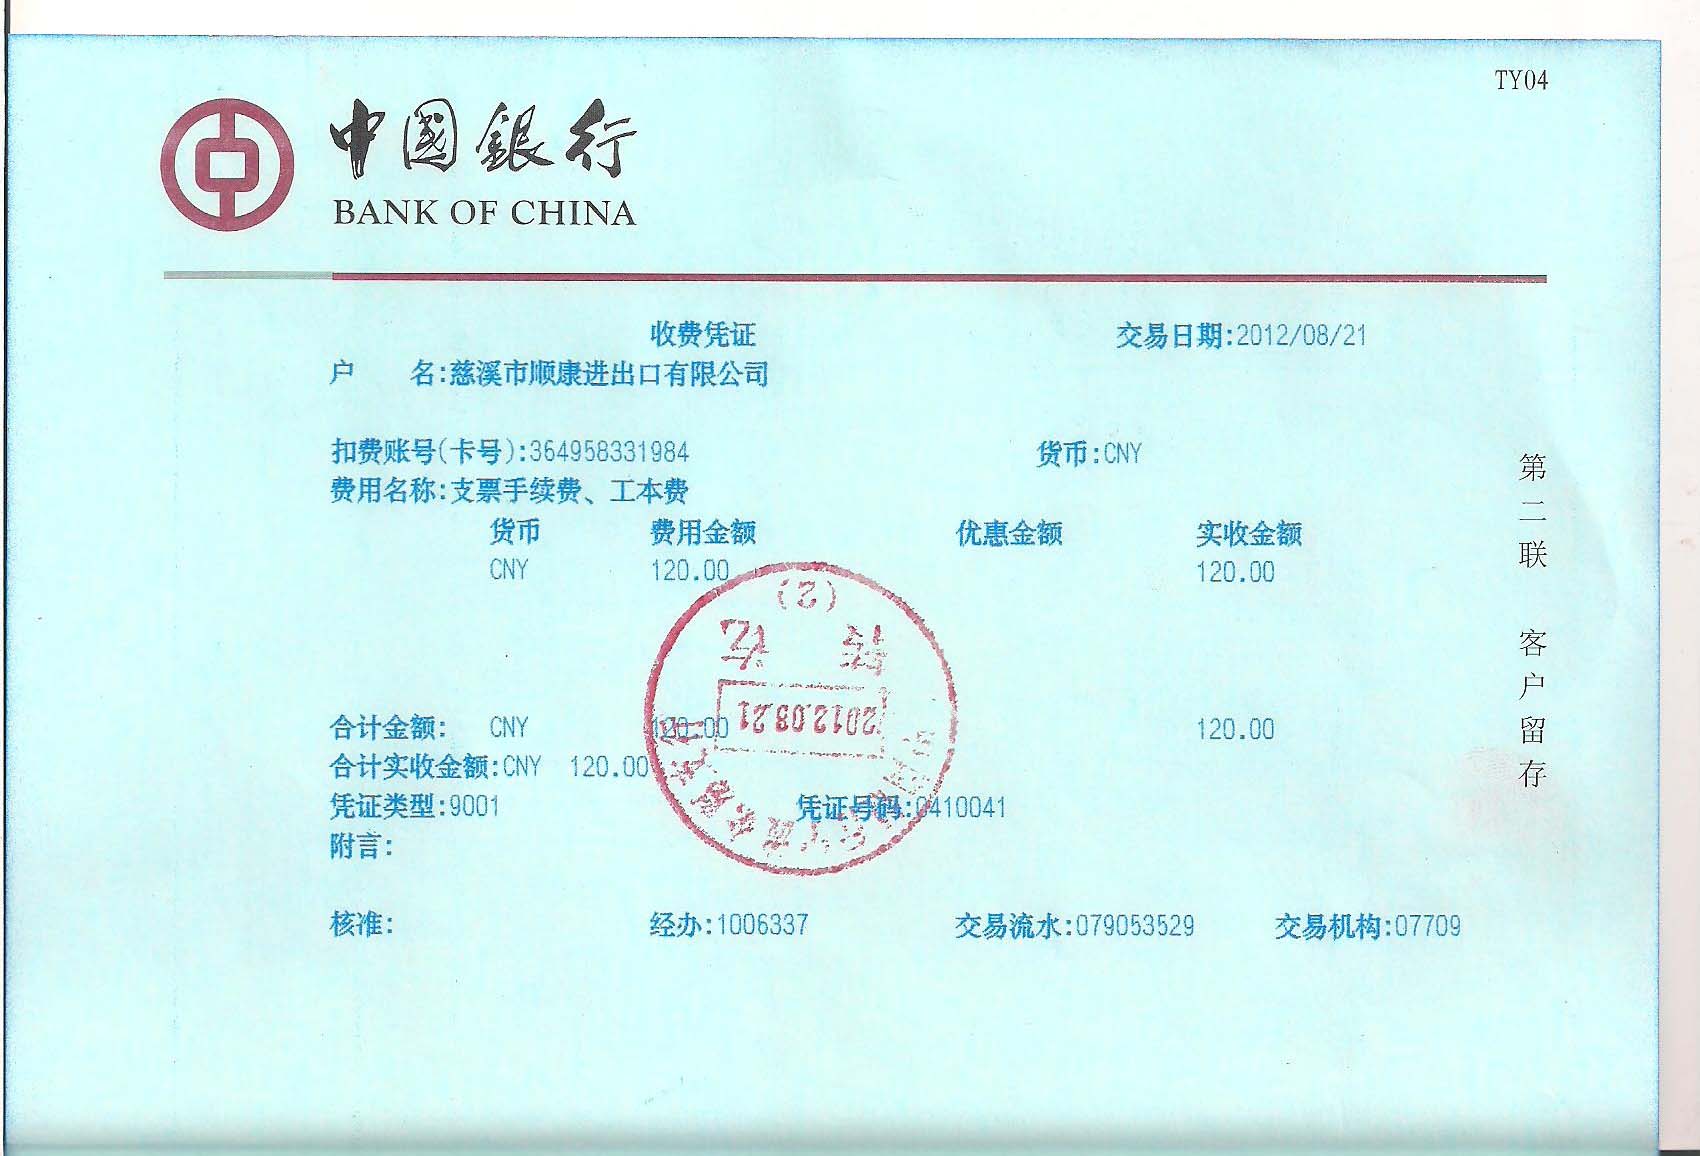 TY04
中國銀行
BANK OF CHINA
收费凭证 交易日期:2012/08/21
户 名:慈溪市顺康进出口有限公司
扣费账号(卡号):364958331984 货币:CNY
费用名称:支票手续费、工本费
货币 费用金额 优惠金额 实收金额
CNY 120.00 120.00
合计金额: CNY 120.00 120.00
合计实收金额:CNY 120.00
凭证类型:9001 凭证号码:0410041
附言:
核准: 经办:1006337 交易流水:079053529 交易机构:07709
第二联 客户留存
2012.08.21
转讫
(2)